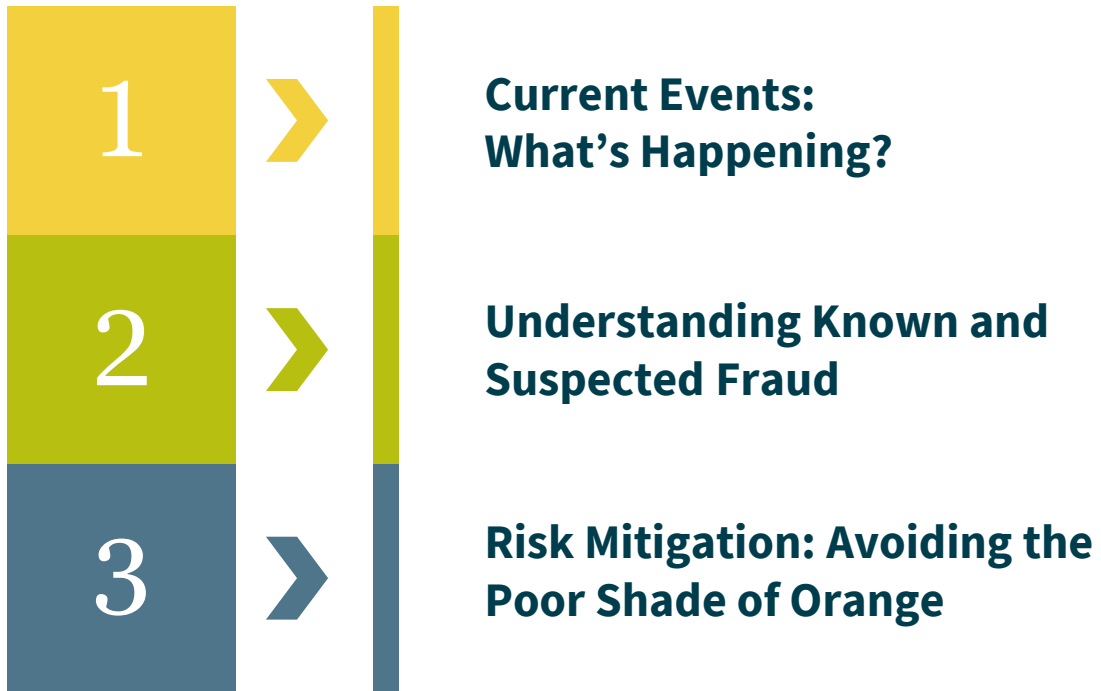 1
Current Events:
What’s Happening?
2
Understanding Known and
Suspected Fraud
3
Risk Mitigation: Avoiding the
Poor Shade of Orange